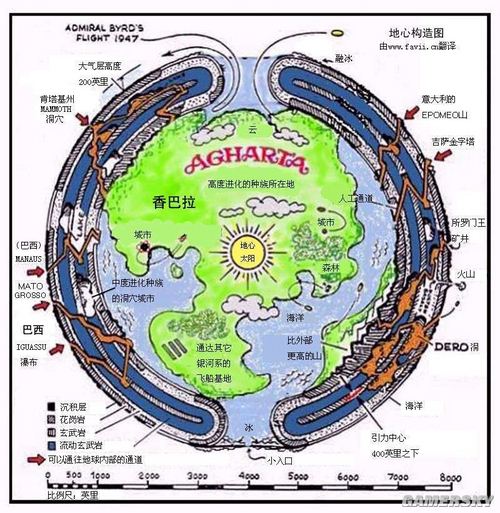 ADMIRAL BYRD'S
FLIGHT 1947
地心构造图
由www.favii.cn翻译
大气层高度
200英里
融冰
肯塔基州
MAMMOTH
洞穴
意大利的
EPOMEO山
云
吉萨金字塔
AGHARTA
高度进化的种族所在地
香巴拉
人工通道
LAKE
城市
城市
所罗门王
矿井
地心
太阳
(巴西)
MANAUS
森林
火山
中度进化种族
的洞穴城市
MATO
GROSSO
海洋
巴西
比外部
更高的山
通达其它
银河系的
飞船基地
DERO洞
IGUASSU
瀑布
海洋
沉积层
花岗岩
玄武岩
流动玄武岩
冰
引力中心
400英里之下
可以通往地球内部的通道
小入口
0 500 1000 2000 3000 4000 5000 6000 7000 8000
比例尺,英里
GAMERSKY